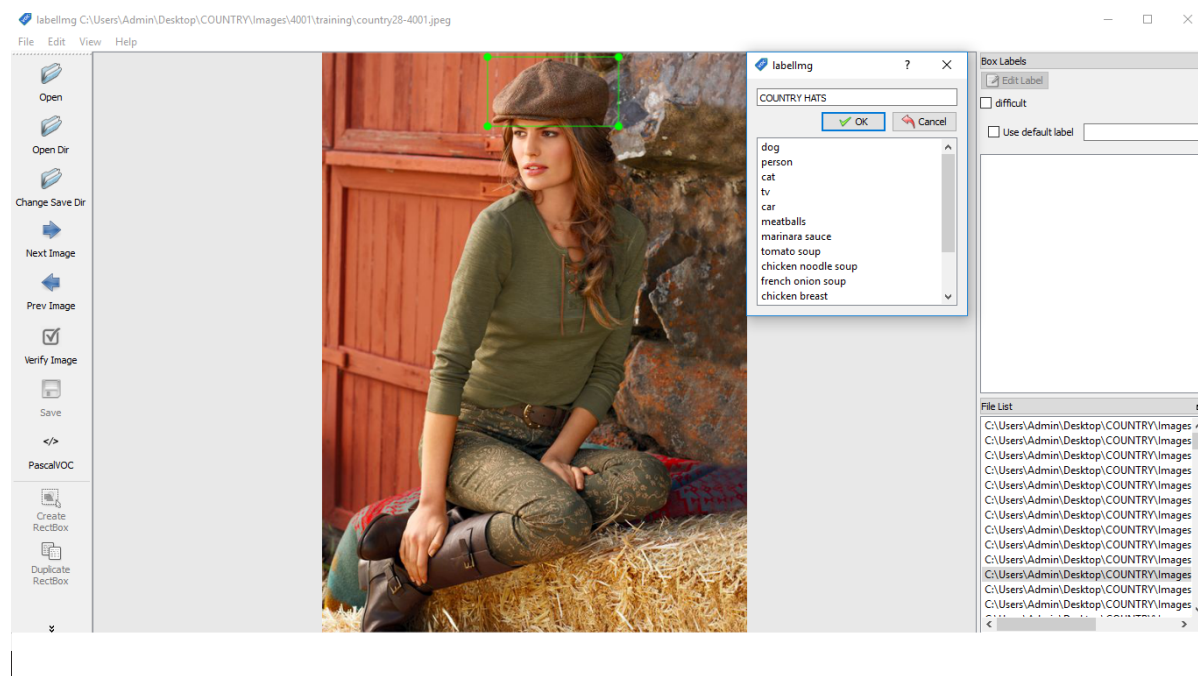 labelImg C:\Users\Admin\Desktop\COUNTRY\Images\4001\training\country28-4001.jpeg
File Edit View Help
Open
Open Dir
Change Save Dir
Next Image
Prev Image
Verify Image
Save
</>
PascalVOC
Create
RectBox
Duplicate
RectBox
labelImg ?
COUNTRY HATS
OK Cancel
dog
person
cat
tv
car
meatballs
marinara sauce
tomato soup
chicken noodle soup
french onion soup
chicken breast
Box Labels
Edit Label
difficult
Use default label
File List
C:\Users\Admin\Desktop\COUNTRY\Images
C:\Users\Admin\Desktop\COUNTRY\Images
C:\Users\Admin\Desktop\COUNTRY\Images
C:\Users\Admin\Desktop\COUNTRY\Images
C:\Users\Admin\Desktop\COUNTRY\Images
C:\Users\Admin\Desktop\COUNTRY\Images
C:\Users\Admin\Desktop\COUNTRY\Images
C:\Users\Admin\Desktop\COUNTRY\Images
C:\Users\Admin\Desktop\COUNTRY\Images
C:\Users\Admin\Desktop\COUNTRY\Images
C:\Users\Admin\Desktop\COUNTRY\Images
C:\Users\Admin\Desktop\COUNTRY\Images
C:\Users\Admin\Desktop\COUNTRY\Images